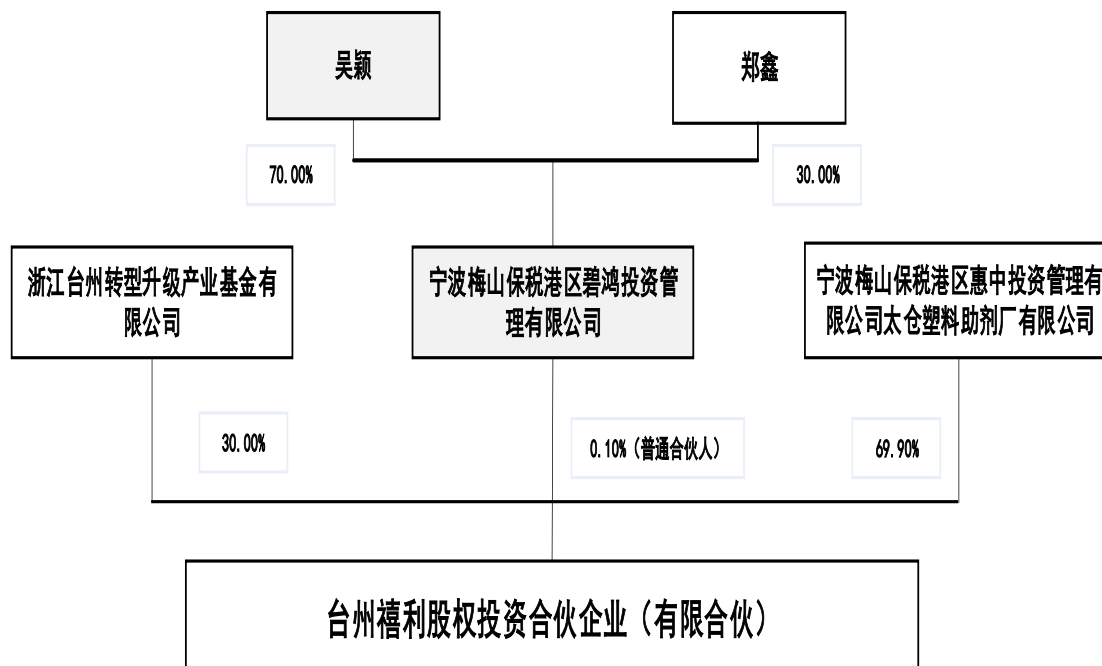 吴颖
郑鑫
70.00%
30.00%
浙江台州转型升级产业基金有
限公司
宁波梅山保税港区碧鸿投资管
理有限公司
宁波梅山保税港区惠中投资管理有
限公司太仓塑料助剂厂有限公司
30.00%
0.10%（普通合伙人）
69.90%
台州禧利股权投资合伙企业（有限合伙）